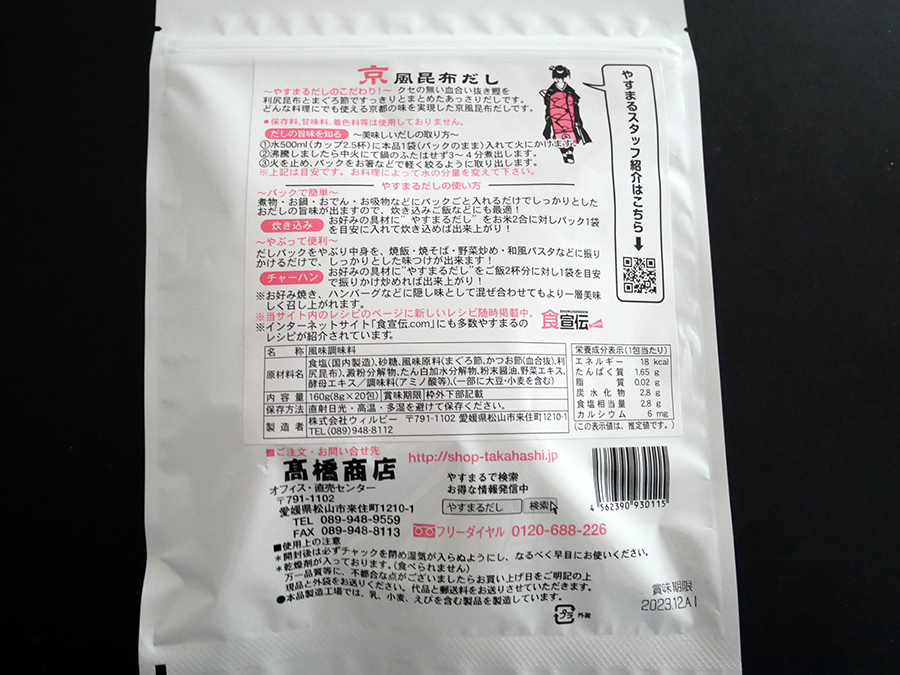 京風昆布だし
～やすまるだしのこだわり！～ クセの無い血合い抜き鰹を
利尻昆布とまぐろ節ですっきりとまとめたあっさりだしです。
どんな料理にでも使える京都の味を実現した京風昆布だしです。
●保存料、甘味料、着色料等は使用しておりません。
だしの旨味を知る ～美味しいだしの取り方～
①水500ml(カップ2.5杯)に本品1袋(パックのまま)入れて火にかけます。
②沸騰しましたら中火にて鍋のふたはせず3～4分煮出します。
③火を止め、パックをお箸などで軽く絞るように取り出します。
※上記は目安です。お料理によって水の分量を変えて下さい。
やすまるだしの使い方
～パックで簡単～
煮物・お鍋・おでん・お吸物などにパックごと入れるだけでしっかりとした
おだしの旨味が出ますので、炊き込みご飯などにも最適！
炊き込み お好みの具材に"やすまるだし"をお米2合に対しパック1袋
を目安に入れて炊き込めば出来上がり！
～やぶって便利～
だしパックをやぶり中身を、焼飯・焼そば・野菜炒め・和風パスタなどに振り
かけるだけで、しっかりとした味つけが出来ます！
チャーハン お好みの具材に"やすまるだし"をご飯2杯分に対し1袋を目安
で振りかけ炒めれば出来上がり！
※お好み焼き、ハンバーグなどに隠し味として混ぜ合わせてもより一層美味
しく召し上がれます。
※当サイト内のレシピのページに新しいレシピ随時掲載中。
※インターネットサイト「食宣伝.com」にも多数やすまるの
レシピが紹介されています。
SHOKUSENDEN
食宣伝.com
やすまるスタッフ紹介はこちら➡
名 称 風味調味料
原材料名 食塩(国内製造)、砂糖、風味原料(まぐろ節、かつお節(血合抜)、利
尻昆布)、澱粉分解物、たん白加水分解物、粉末醤油、野菜エキス、
酵母エキス／調味料(アミノ酸等)、(一部に大豆・小麦を含む)
内 容 量 160g(8g×20包) 賞味期限 枠外下部記載
保存方法 直射日光・高温・多湿を避けて保存ください。
製 造 者 株式会社ウィルビー 〒791-1102 愛媛県松山市来住町1210-1
TEL(089)948-8112
栄養成分表示(1包当たり)
エネルギー 18 kcal
たんぱく質 1.65 g
脂 質 0.02 g
炭水化物 2.8 g
食塩相当量 2.8 g
カルシウム 6 mg
(この表示値は、推定値です。)
■ご注文・お問い合せ先
髙橋商店
http://shop-takahashi.jp
オフィス・直売センター
〒791-1102
愛媛県松山市来住町1210-1
TEL 089-948-9559
FAX 089-948-8113
やすまるで検索
お得な情報発信中
やすまるだし 検索
フリーダイヤル 0120-688-226
4 562390 930115
■使用上の注意
＊開封後は必ずチャックを閉め湿気が入らぬようにし、なるべく早目にお使いください。
＊乾燥剤が入っております。(食べられません)
万一品質等に、不都合な点がございましたらお買い上げ日をご明記の上
現品と外袋をお送りください。代品と郵送料をお送りさせていただきます。
●本品製造工場では、乳、小麦、えびを含む製品を製造しています。
プラ 外装
賞味期限
2023.12.A1